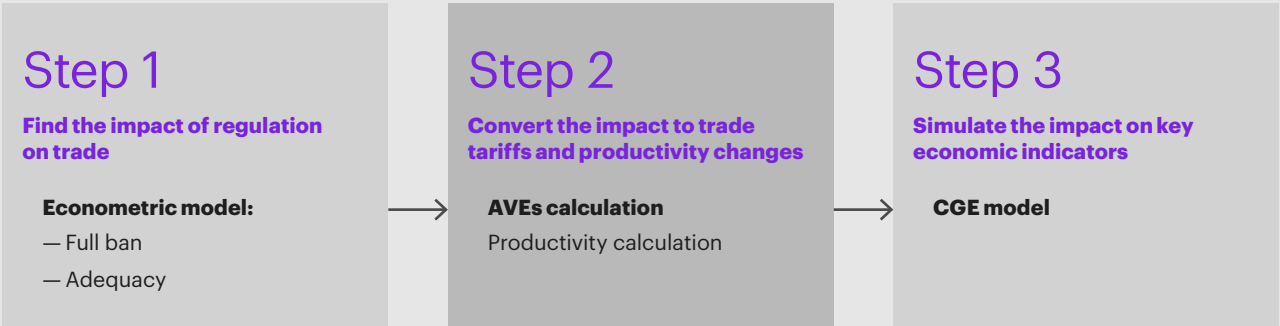 Step 1
Find the impact of regulation
on trade
Econometric model:
— Full ban
— Adequacy
Step 2
Convert the impact to trade
tariffs and productivity changes
AVEs calculation
Productivity calculation
Step 3
Simulate the impact on key
economic indicators
CGE model